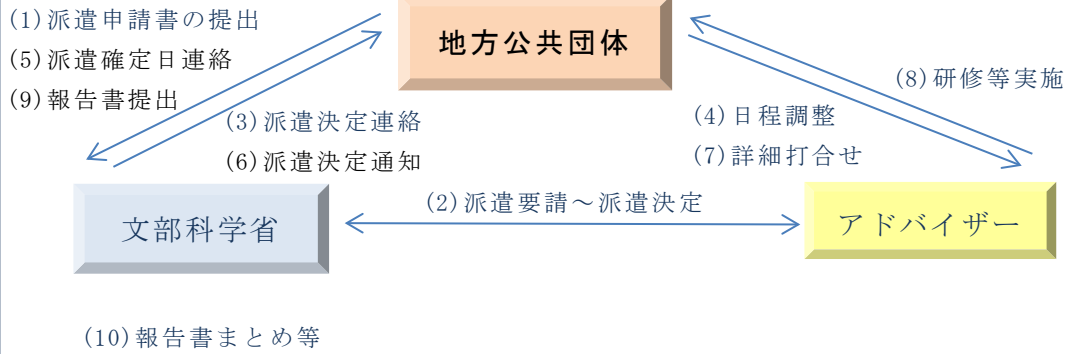 (1)派遣申請書の提出
(5)派遣確定日連絡
(9)報告書提出
地方公共団体
(8)研修等実施
(3)派遣決定連絡
(6)派遣決定通知
(4)日程調整
(7)詳細打合せ
文部科学省
(2)派遣要請～派遣決定
アドバイザー
(10)報告書まとめ等